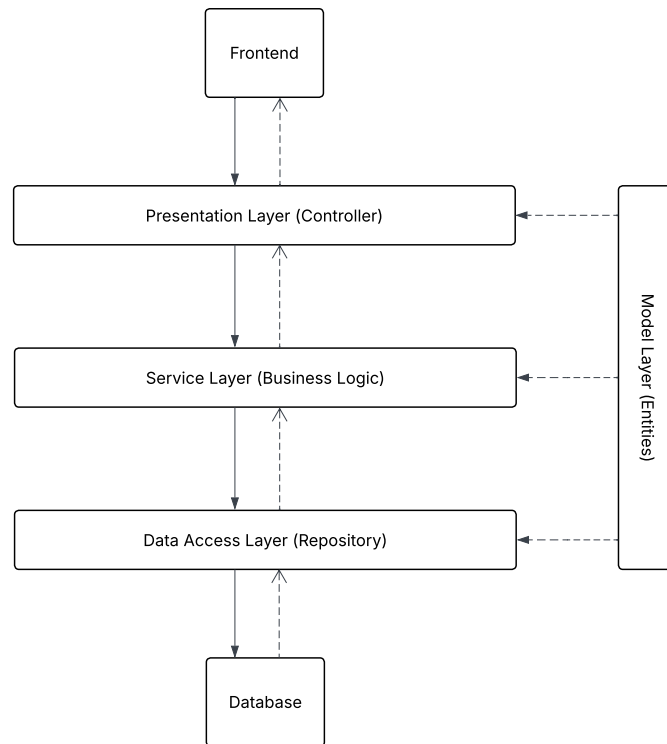 Frontend
Presentation Layer (Controller)
Service Layer (Business Logic)
Data Access Layer (Repository)
Database
Model Layer (Entities)